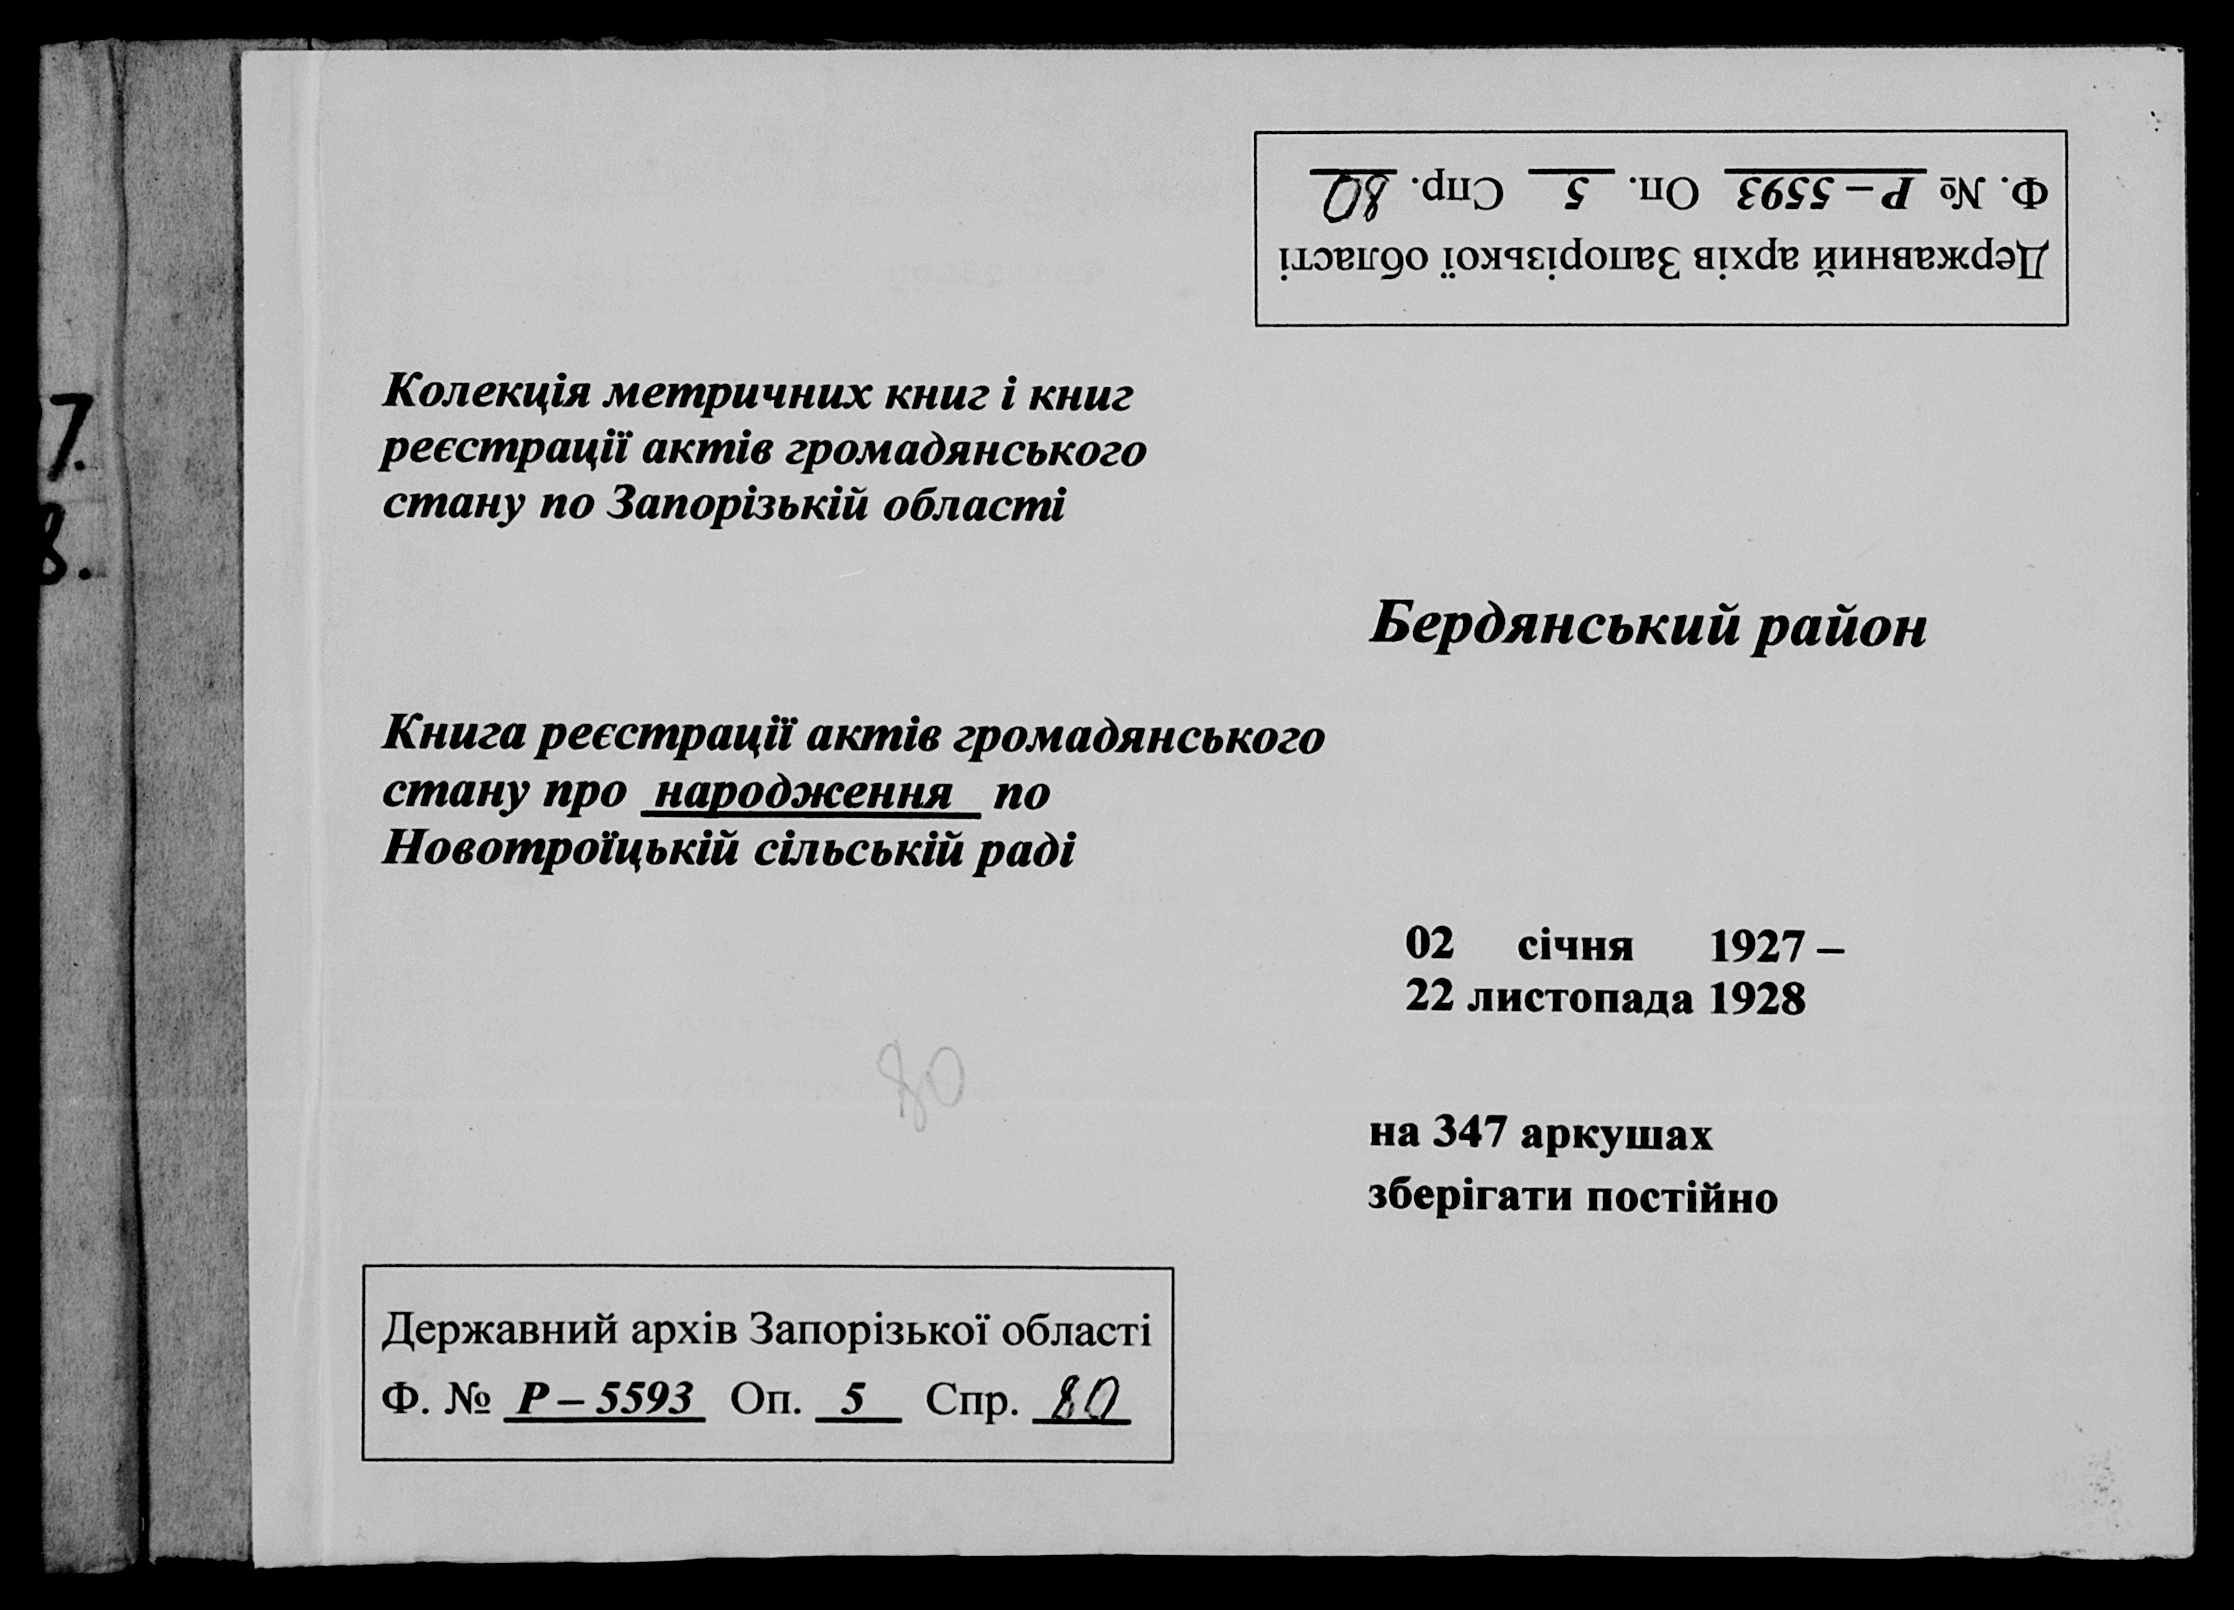 Державний архів Запорізької області
Ф. № Р – 5593 Оп. 5 Спр. 80
Колекція метричних книг і книг
реєстрації актів громадянського
стану по Запорізькій області
Бердянський район
Книга реєстрації актів громадянського
стану про народження по
Новотроїцькій сільській раді
02 січня 1927 –
22 листопада 1928
80
на 347 аркушах
зберігати постійно
Державний архів Запорізької області
Ф. № Р – 5593 Оп. 5 Спр. 80
7.
8.